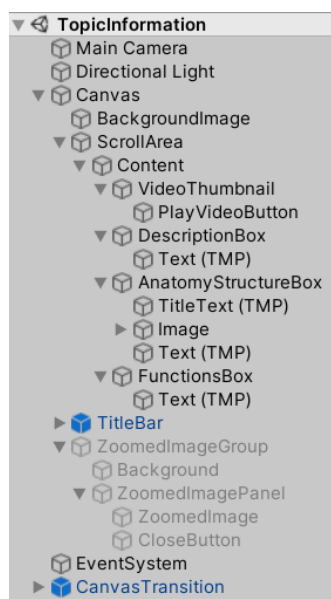 TopicInformation
Main Camera
Directional Light
Canvas
BackgroundImage
ScrollArea
Content
VideoThumbnail
PlayVideoButton
DescriptionBox
Text (TMP)
AnatomyStructureBox
TitleText (TMP)
Image
Text (TMP)
FunctionsBox
Text (TMP)
TitleBar
ZoomedImageGroup
Background
ZoomedImagePanel
ZoomedImage
CloseButton
EventSystem
CanvasTransition